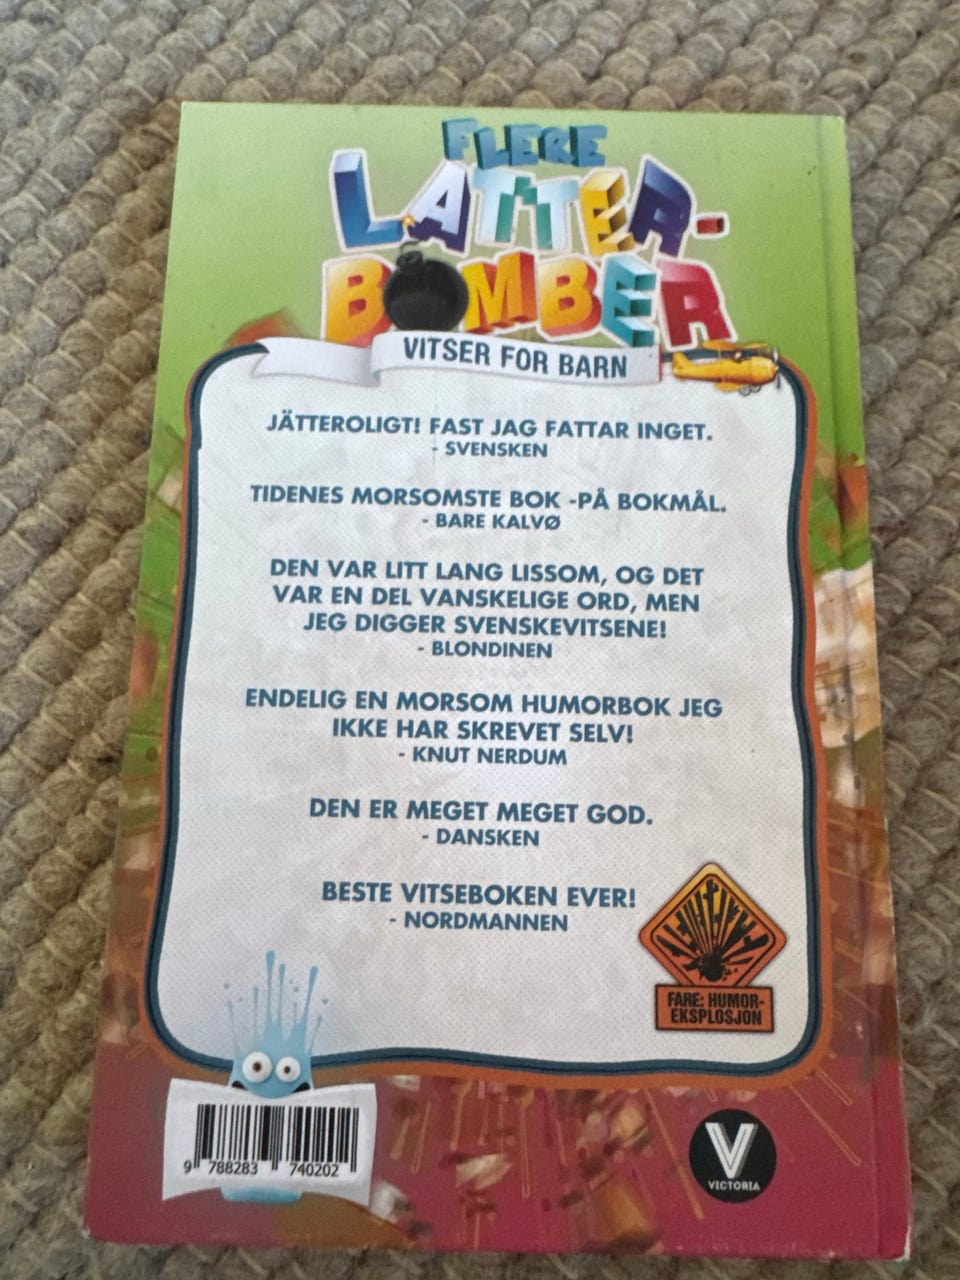 FLERE
LATTER-
BOMBER
VITSER FOR BARN
JÄTTEROLIGT! FAST JAG FATTAR INGET.
- SVENSKEN
TIDENES MORSOMSTE BOK -PÅ BOKMÅL.
- BARE KALVØ
DEN VAR LITT LANG LISSOM, OG DET
VAR EN DEL VANSKELIGE ORD, MEN
JEG DIGGER SVENSKEVITSENE!
- BLONDINEN
ENDELIG EN MORSOM HUMORBOK JEG
IKKE HAR SKREVET SELV!
- KNUT NERDUM
DEN ER MEGET MEGET GOD.
- DANSKEN
BESTE VITSEBOKEN EVER!
- NORDMANNEN
FARE: HUMOR-
EKSPLOSJON
9 788283 740202
V
VICTORIA